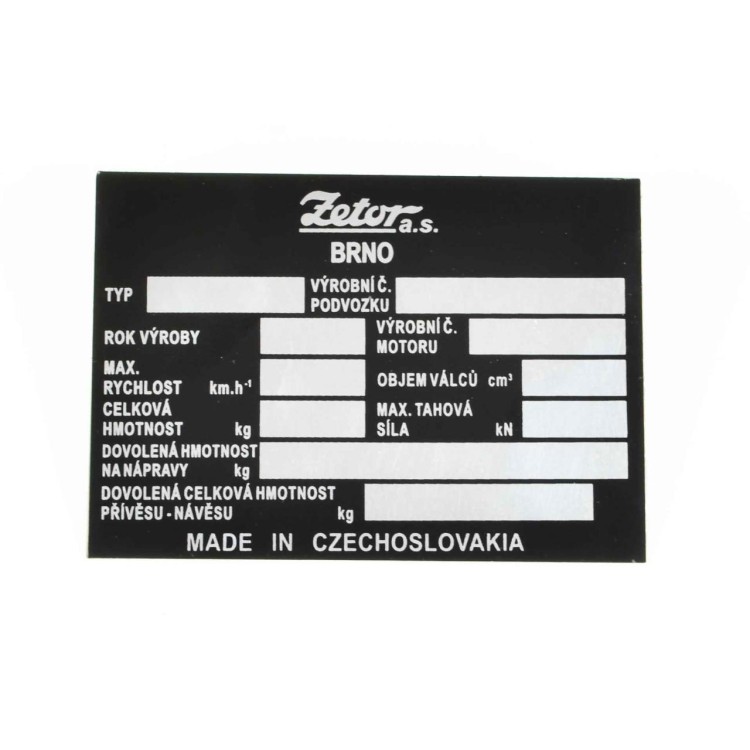 Zetor a.s.
BRNO
TYP VÝROBNÍ Č. PODVOZKU
ROK VÝROBY VÝROBNÍ Č. MOTORU
MAX. RYCHLOST km.h⁻¹ OBJEM VÁLCŮ cm³
CELKOVÁ HMOTNOST kg MAX. TAHOVÁ SÍLA kN
DOVOLENÁ HMOTNOST
NA NÁPRAVY kg
DOVOLENÁ CELKOVÁ HMOTNOST
PŘÍVĚSU - NÁVĚSU kg
MADE IN CZECHOSLOVAKIA